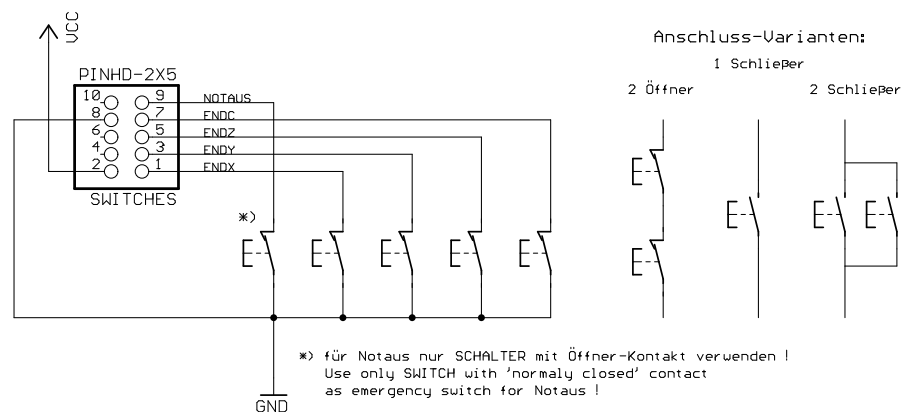 VCC
Anschluss-Varianten:
1 Schließer
2 Öffner
2 Schließer
PINHD-2X5
10 9 NOTAUS
8 7 ENDC
6 5 ENDZ
4 3 ENDY
2 1 ENDX
SWITCHES
*)
*) für Notaus nur SCHALTER mit Öffner-Kontakt verwenden !
Use only SWITCH with 'normaly closed' contact
as emergency switch for Notaus !
GND